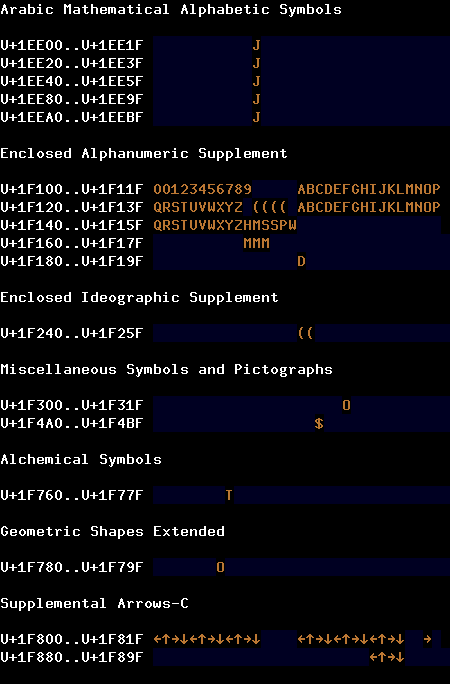 Arabic Mathematical Alphabetic Symbols
U+1EE00..U+1EE1F            J
U+1EE20..U+1EE3F            J
U+1EE40..U+1EE5F            J
U+1EE80..U+1EE9F            J
U+1EEA0..U+1EEBF            J
Enclosed Alphanumeric Supplement
U+1F100..U+1F11F 00123456789     ABCDEFGHIJKLMNOP
U+1F120..U+1F13F QRSTUVWXYZ (((( ABCDEFGHIJKLMNOP
U+1F140..U+1F15F QRSTUVWXYZHMSSPW
U+1F160..U+1F17F           MMM
U+1F180..U+1F19F                 D
Enclosed Ideographic Supplement
U+1F240..U+1F25F                 ((
Miscellaneous Symbols and Pictographs
U+1F300..U+1F31F                      O
U+1F4A0..U+1F4BF                   $
Alchemical Symbols
U+1F760..U+1F77F         T
Geometric Shapes Extended
U+1F780..U+1F79F        O
Supplemental Arrows-C
U+1F800..U+1F81F ←↑→↓←↑→↓←↑→↓    ←↑→↓←↑→↓←↑→↓  →
U+1F880..U+1F89F                         ←↑→↓